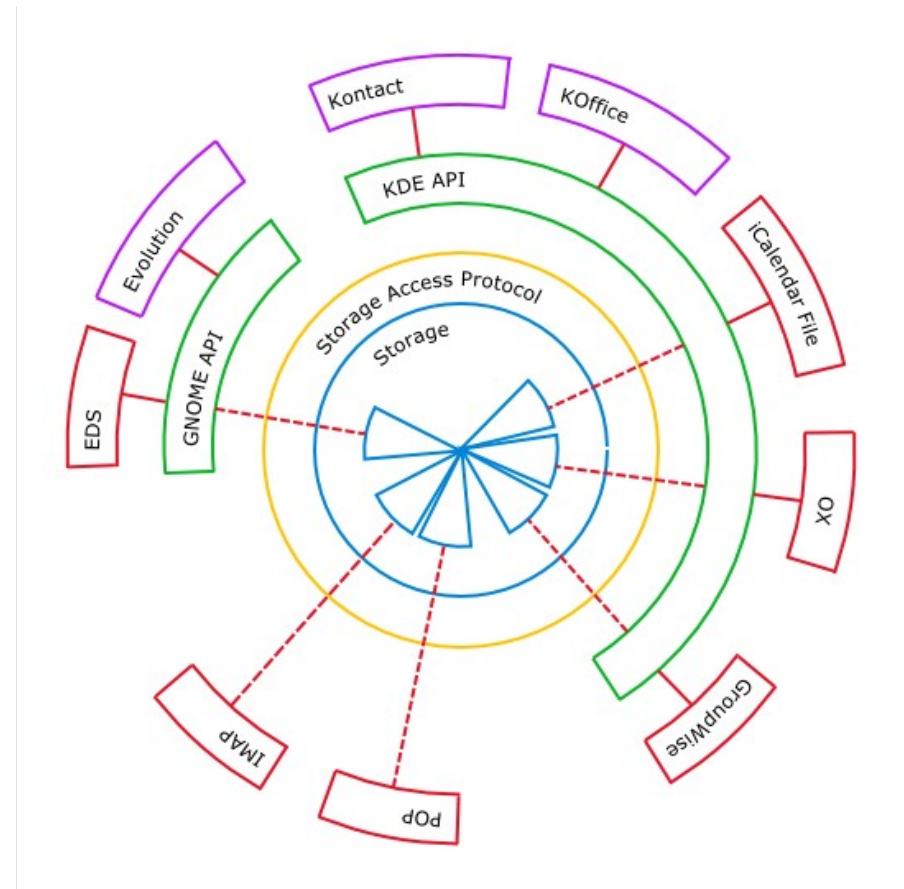 Kontact
KOffice
KDE API
Evolution
iCalendar File
Storage Access Protocol
Storage
GNOME API
EDS
OX
GroupWise
IMAP
POP